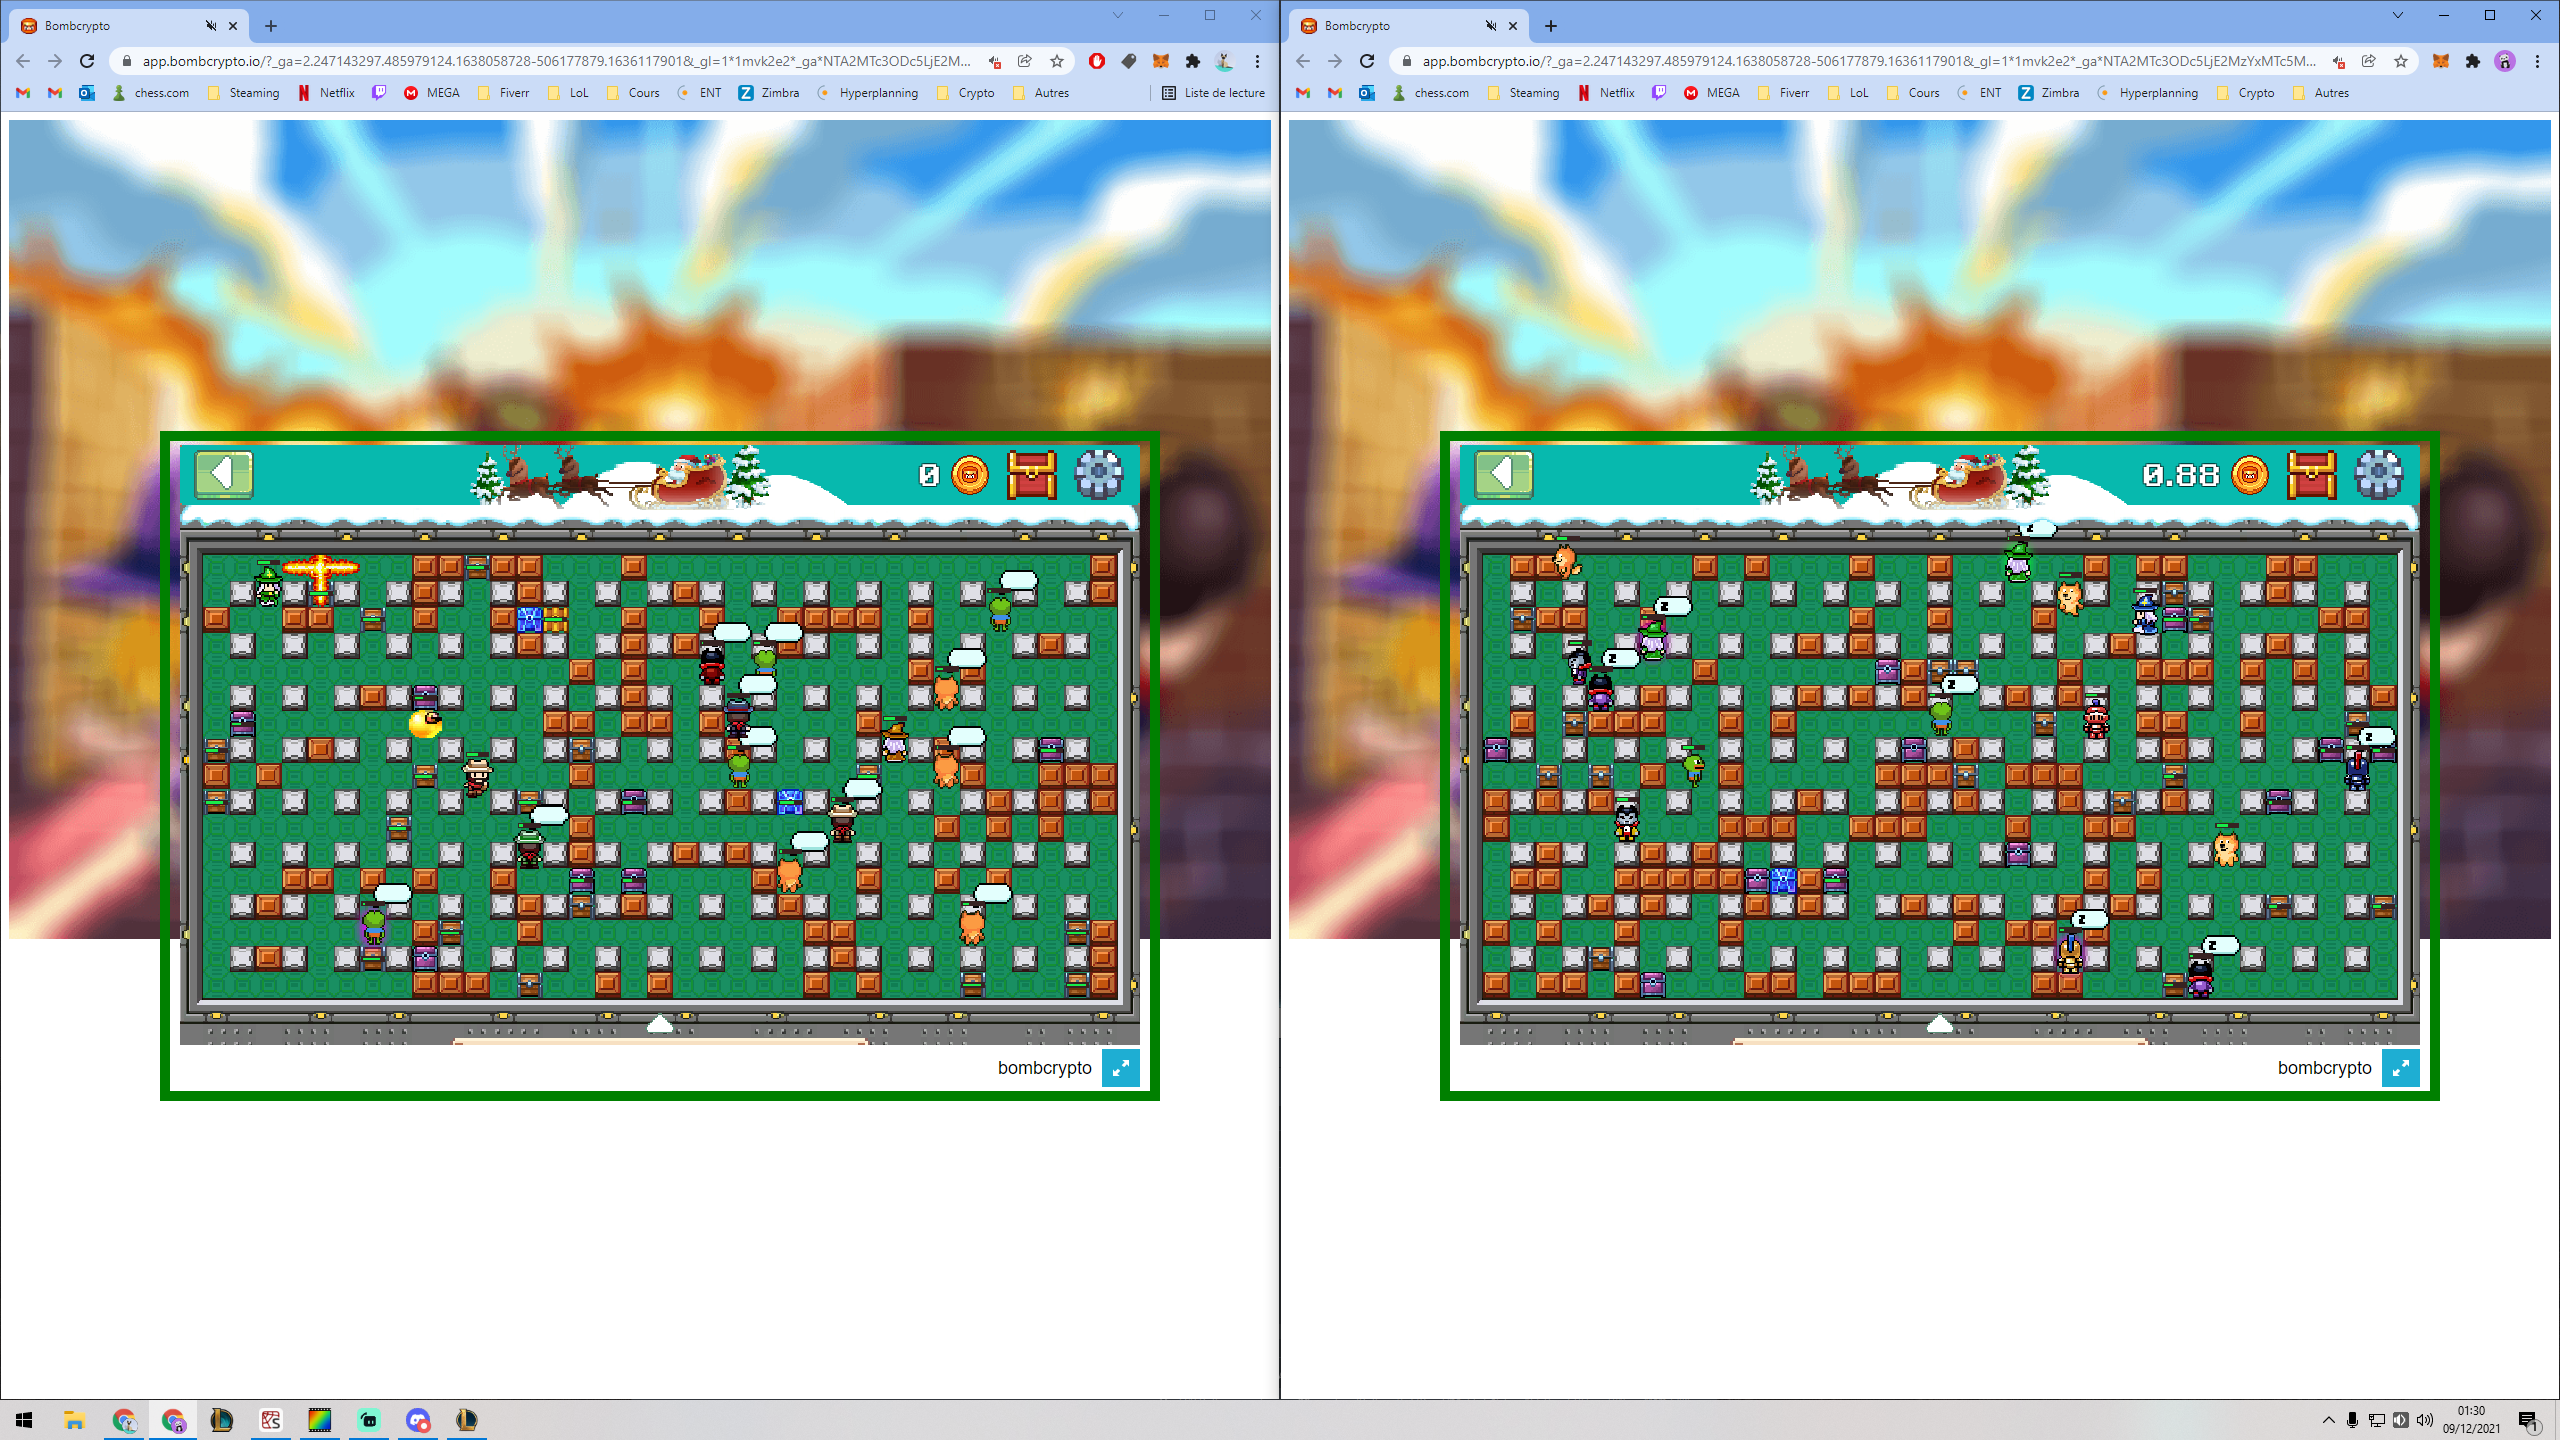 Bombcrypto
app.bombcrypto.io/?_ga=2.247143297.485979124.1638058728-506177879.1636117901&_gl=1*1mvk2e2*_ga*NTA2MTc3ODc5LjE2M...
chess.com Steaming Netflix MEGA Fiverr LoL Cours ENT Zimbra Hyperplanning Crypto Autres Liste de lecture
0
bombcrypto
Bombcrypto
app.bombcrypto.io/?_ga=2.247143297.485979124.1638058728-506177879.1636117901&_gl=1*1mvk2e2*_ga*NTA2MTc3ODc5LjE2MzYxMTc5M...
chess.com Steaming Netflix MEGA Fiverr LoL Cours ENT Zimbra Hyperplanning Crypto Autres
0.88
z
z
z
z
z
z
z
bombcrypto
01:30
09/12/2021
1